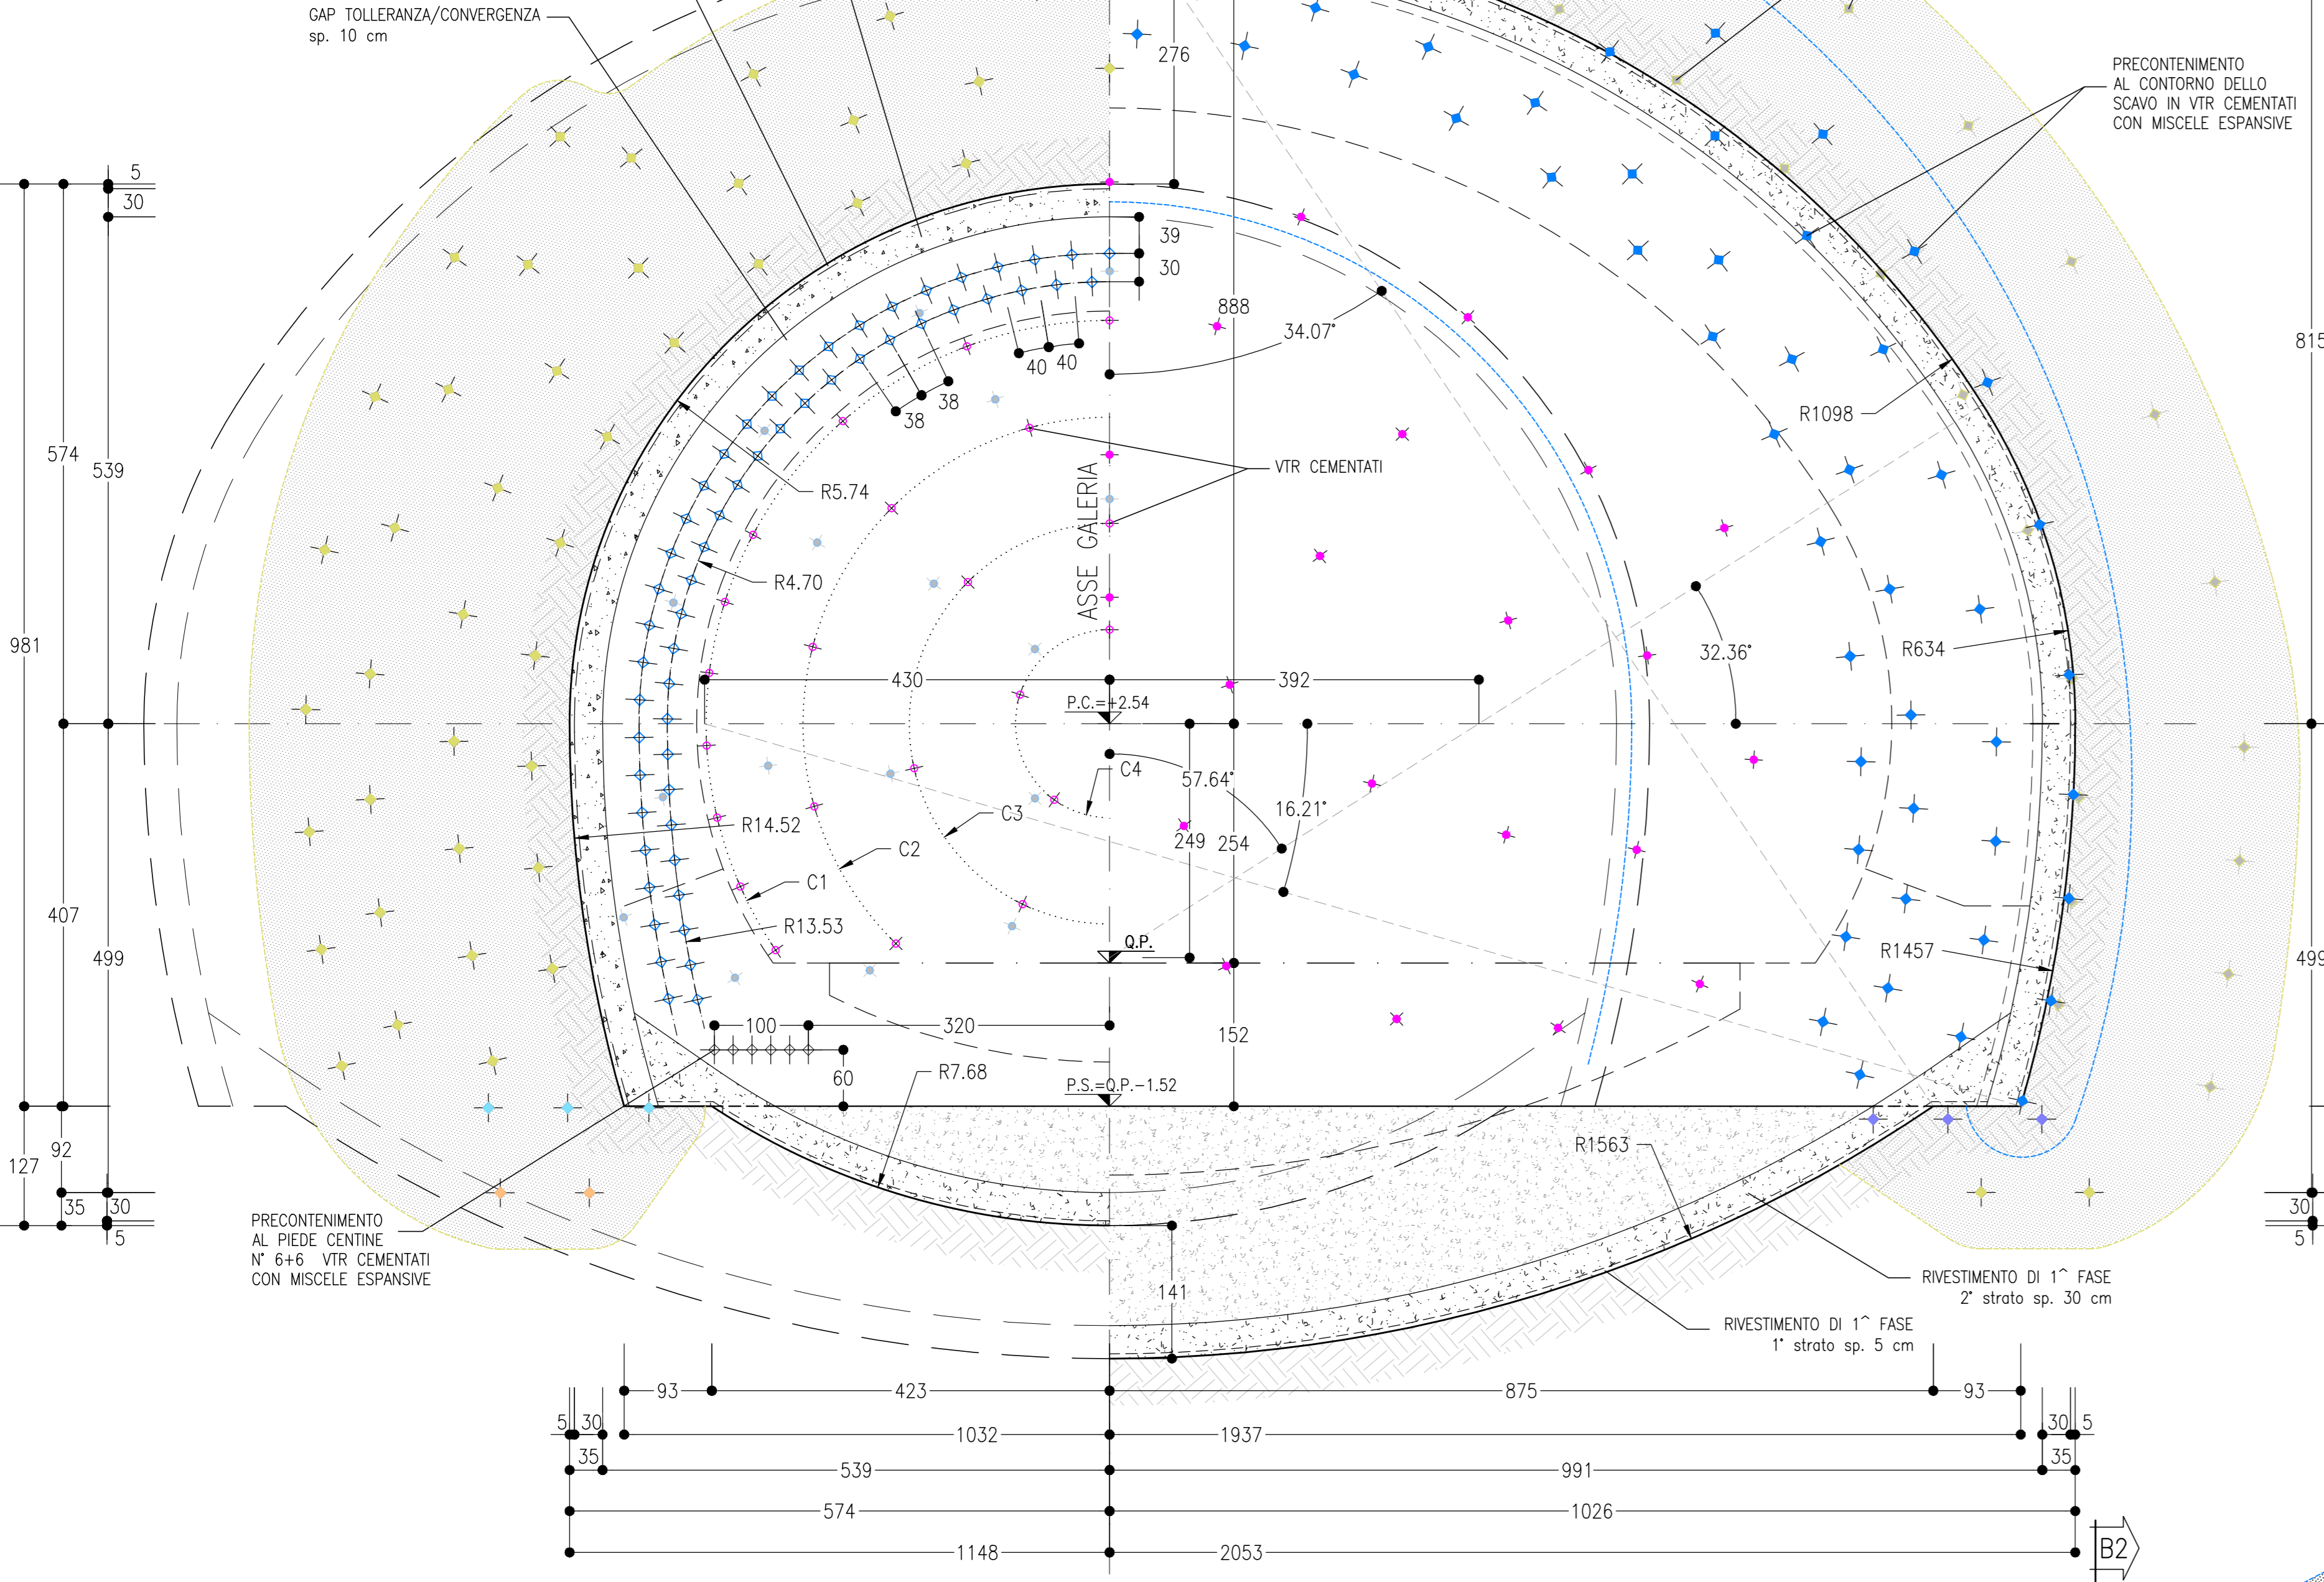 GAP TOLLERANZA/CONVERGENZA
sp. 10 cm
276
PRECONTENIMENTO
AL CONTORNO DELLO
SCAVO IN VTR CEMENTATI
CON MISCELE ESPANSIVE
5
30
39
30
888
34.07°
815
40
40
38
38
R1098
574
539
VTR CEMENTATI
R5.74
ASSE GALERIA
R4.70
981
32.36°
R634
430
392
P.C.=+2.54
C4
57.64°
16.21°
C3
R14.52
249
254
C2
C1
407
R13.53
499
Q.P.
R1457
499
100
320
152
R7.68
60
P.S.=Q.P.-1.52
R1563
127
92
35
30
5
30
5
PRECONTENIMENTO
AL PIEDE CENTINE
N° 6+6 VTR CEMENTATI
CON MISCELE ESPANSIVE
141
RIVESTIMENTO DI 1^ FASE
2° strato sp. 30 cm
RIVESTIMENTO DI 1^ FASE
1° strato sp. 5 cm
93
423
875
93
5
30
1032
1937
30
5
35
539
991
35
574
1026
1148
2053
B2